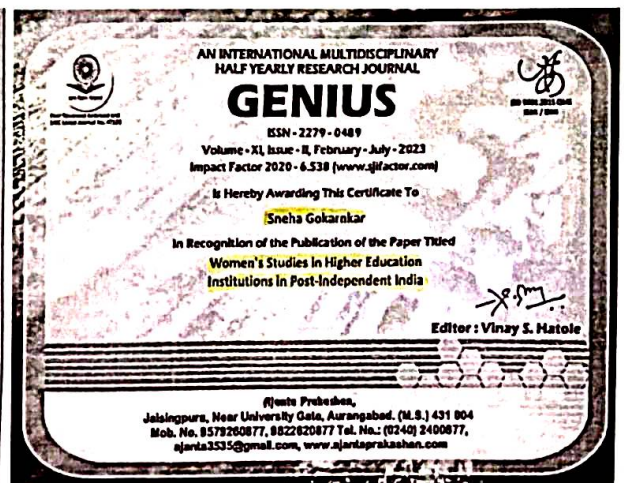 AN INTERNATIONAL MULTIDISCIPLINARY
HALF YEARLY RESEARCH JOURNAL
GENIUS
ISSN - 2279 - 0489
Volume - XI, Issue - II, February - July - 2023
Impact Factor 2020 - 6.538 (www.sjifactor.com)
Is Hereby Awarding This Certificate To
Sneha Gokarnkar
In Recognition of the Publication of the Paper Titled
Women's Studies in Higher Education
Institutions in Post-Independent India
Editor : Vinay S. Hatole
Ajanta Prakashan,
Jaisingpura, Near University Gate, Aurangabad. (M.S.) 431 004
Mob. No. 9579260877, 9822620877 Tel. No.: (0240) 2400877,
ajanta3535@gmail.com, www.ajantaprakashan.com